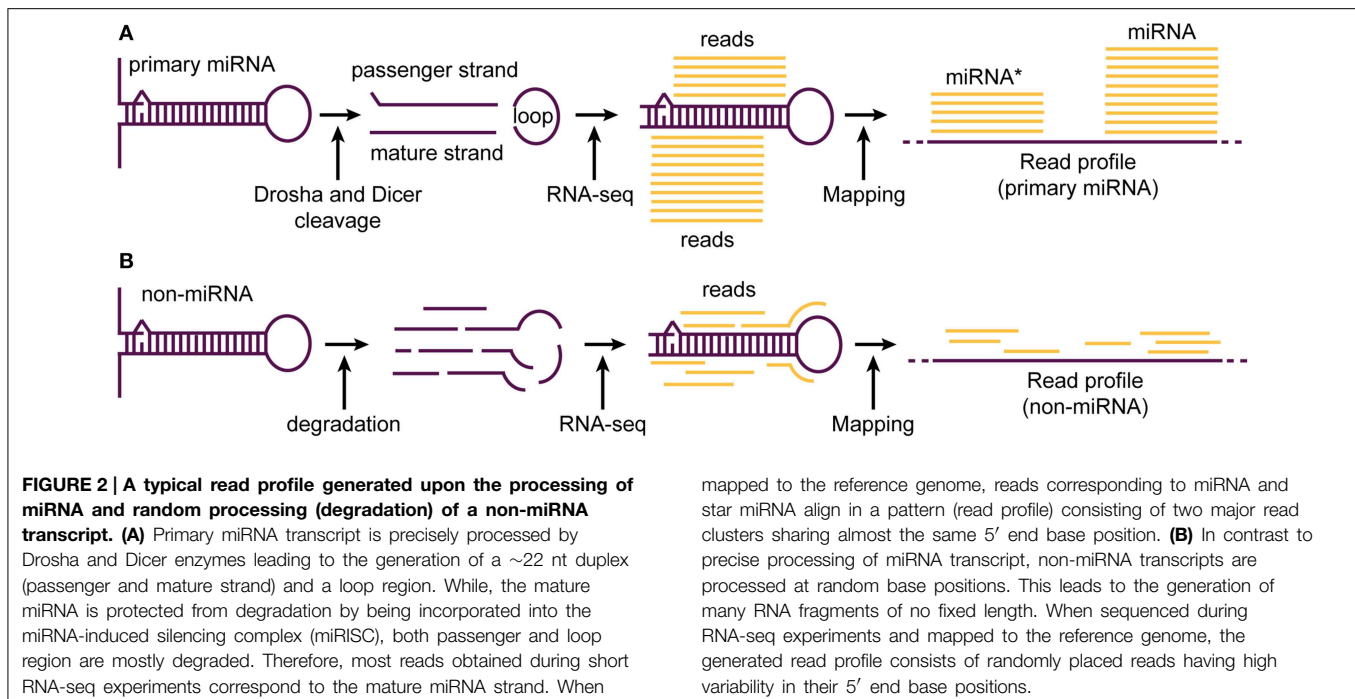 A
primary miRNA
passenger strand
loop
mature strand
Drosha and Dicer
cleavage
reads
RNA-seq
reads
Mapping
miRNA*
miRNA
Read profile
(primary miRNA)
B
non-miRNA
degradation
reads
RNA-seq
Mapping
Read profile
(non-miRNA)
FIGURE 2 | A typical read profile generated upon the processing of
miRNA and random processing (degradation) of a non-miRNA
transcript. (A) Primary miRNA transcript is precisely processed by
Drosha and Dicer enzymes leading to the generation of a ∼22 nt duplex
(passenger and mature strand) and a loop region. While, the mature
miRNA is protected from degradation by being incorporated into the
miRNA-induced silencing complex (miRISC), both passenger and loop
region are mostly degraded. Therefore, most reads obtained during short
RNA-seq experiments correspond to the mature miRNA strand. When
mapped to the reference genome, reads corresponding to miRNA and
star miRNA align in a pattern (read profile) consisting of two major read
clusters sharing almost the same 5′ end base position. (B) In contrast to
precise processing of miRNA transcript, non-miRNA transcripts are
processed at random base positions. This leads to the generation of
many RNA fragments of no fixed length. When sequenced during
RNA-seq experiments and mapped to the reference genome, the
generated read profile consists of randomly placed reads having high
variability in their 5′ end base positions.